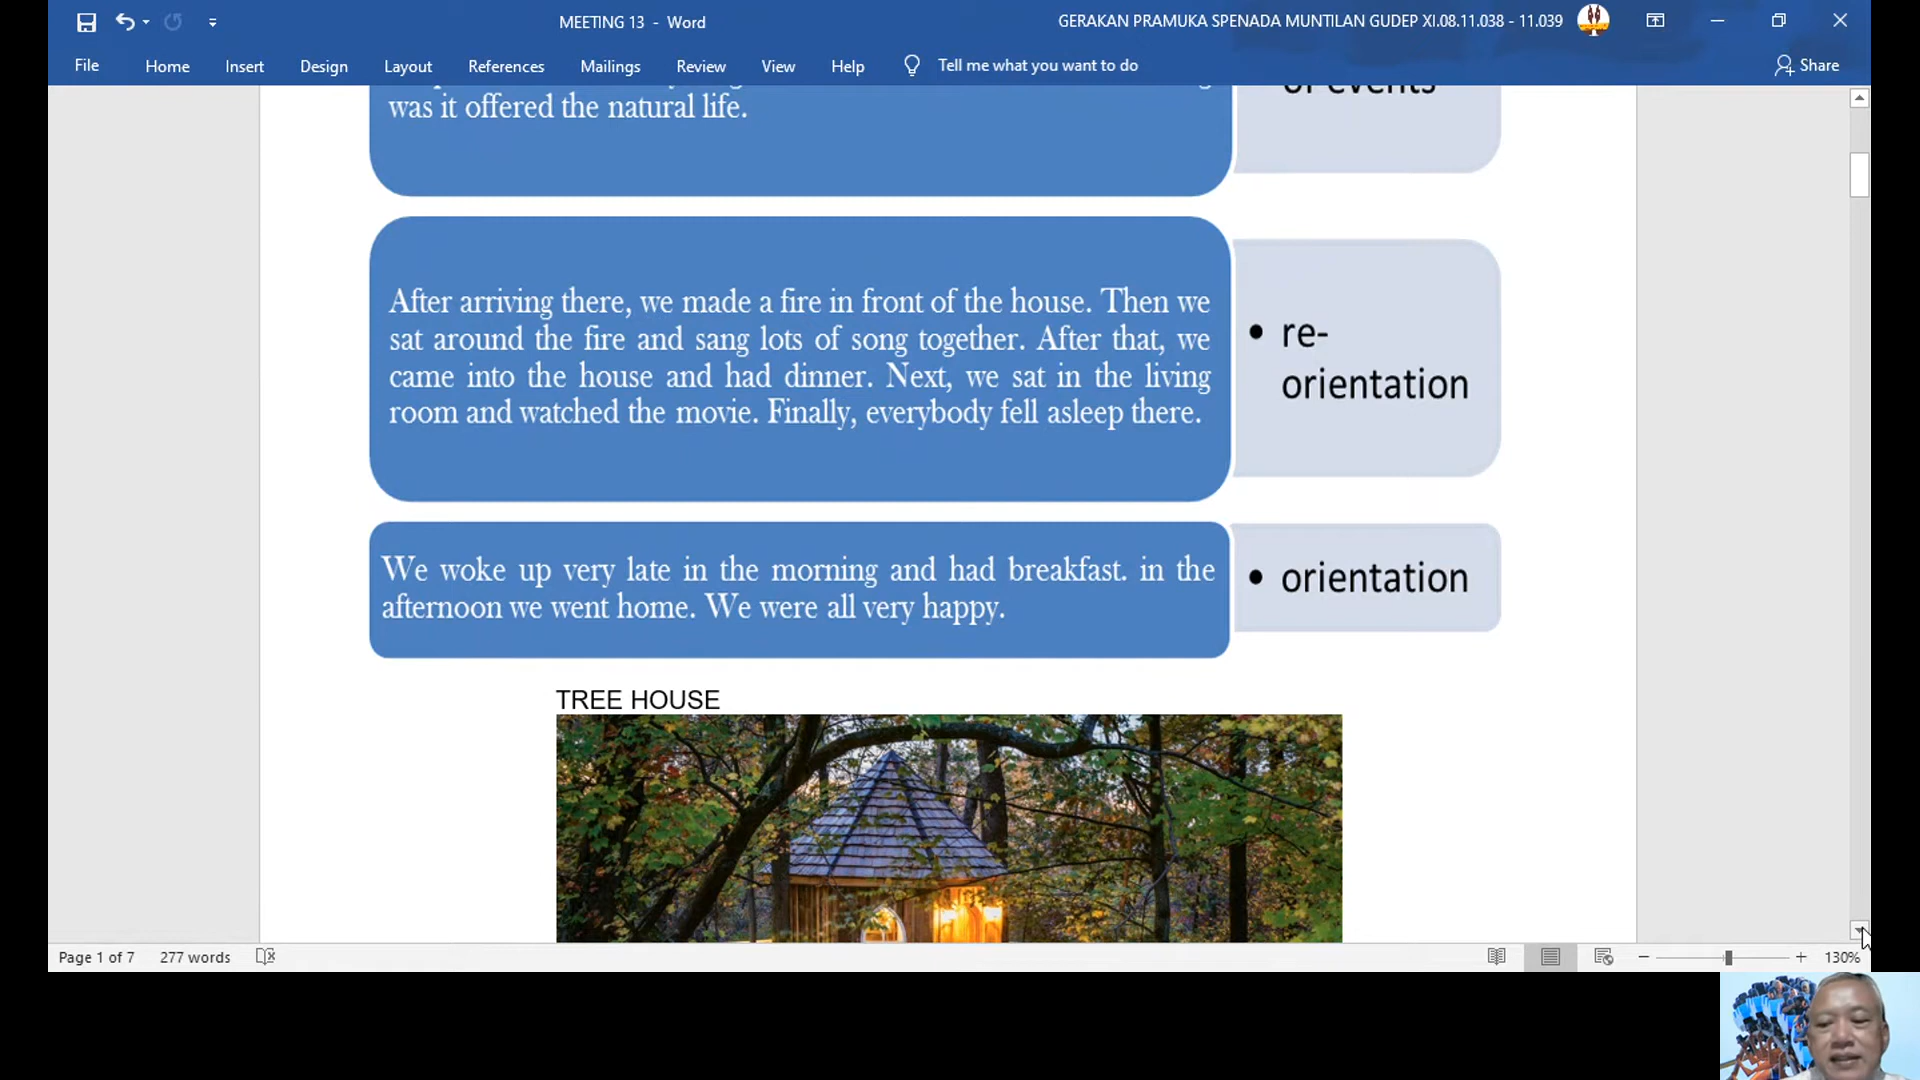 MEETING 13 - Word
GERAKAN PRAMUKA SPENADA MUNTILAN GUDEP XI.08.11.038 - 11.039
File Home Insert Design Layout References Mailings Review View Help Tell me what you want to do Share
was it offered the natural life.
of events
After arriving there, we made a fire in front of the house. Then we
sat around the fire and sang lots of song together. After that, we
came into the house and had dinner. Next, we sat in the living
room and watched the movie. Finally, everybody fell asleep there.
• re-
orientation
We woke up very late in the morning and had breakfast. in the
afternoon we went home. We were all very happy.
• orientation
TREE HOUSE
Page 1 of 7 277 words 130%